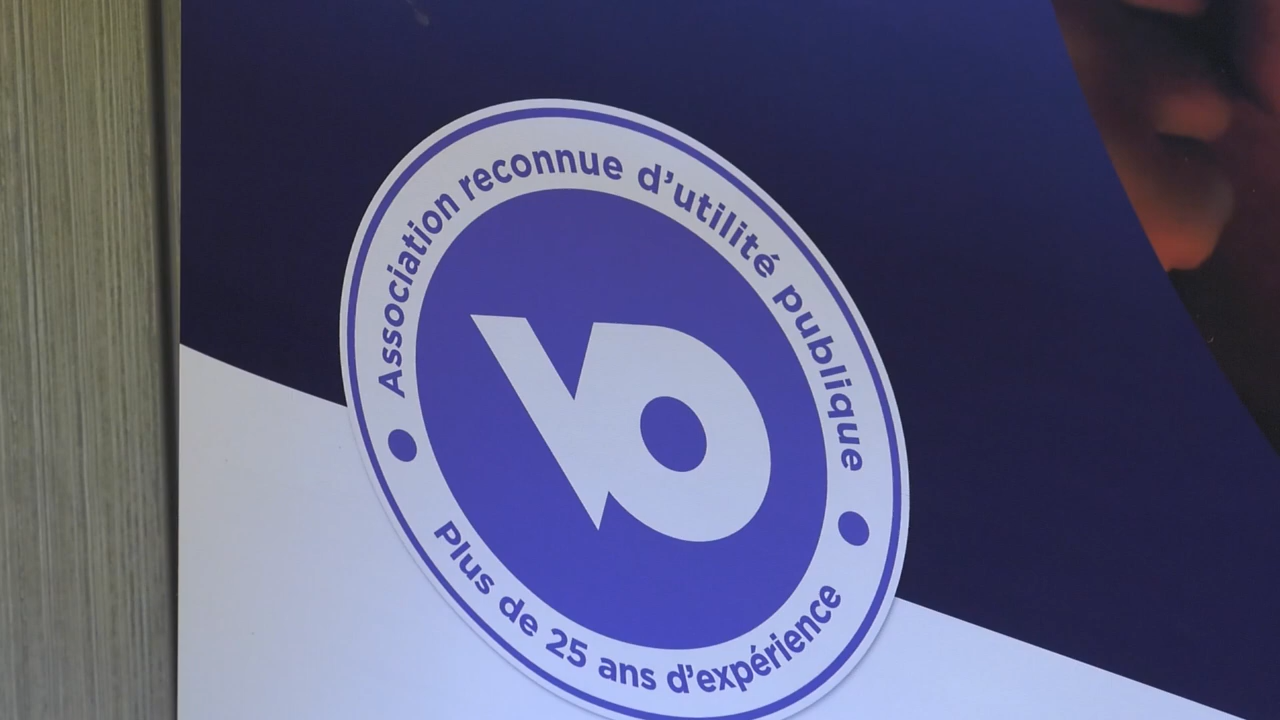 Association reconnue d'utilité publique
Plus de 25 ans d'expérience